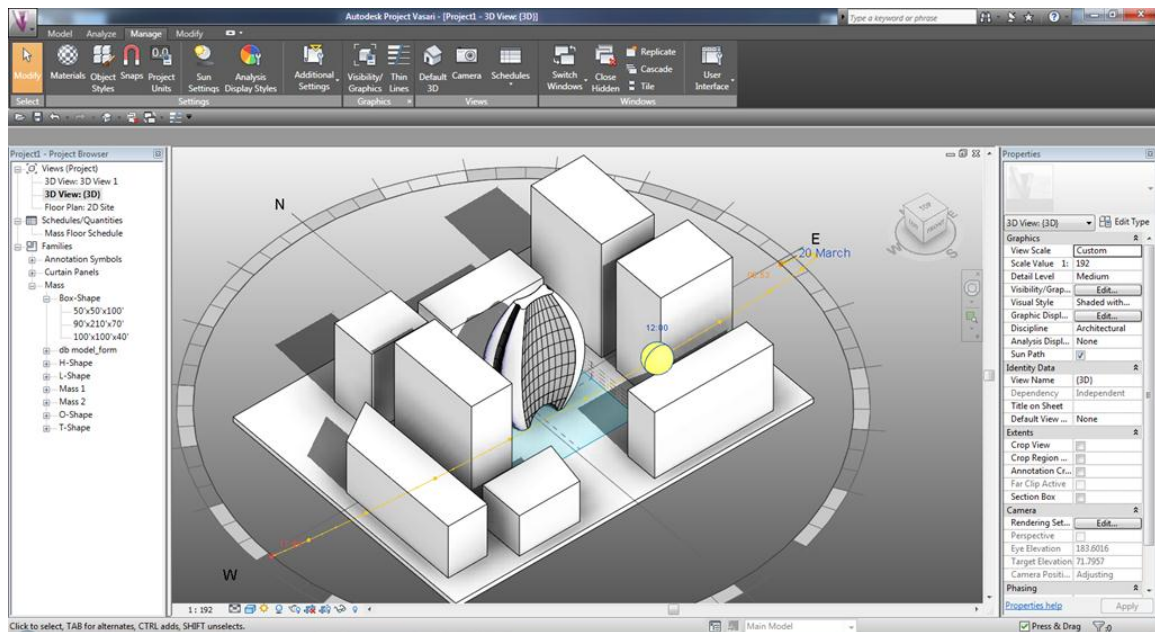 Autodesk Project Vasari - [Project1 - 3D View: {3D}]
Type a keyword or phrase
Model Analyze Manage Modify
Modify
Materials
Object Styles
Snaps
Project Units
Sun Settings
Analysis Display Styles
Additional Settings
Visibility/ Graphics
Thin Lines
Default 3D
Camera
Schedules
Switch Windows
Close Hidden
Replicate
Cascade
Tile
User Interface
Select Settings Graphics Views Windows
Project1 - Project Browser
Views (Project)
3D View: 3D View 1
3D View: {3D}
Floor Plan: 2D Site
Schedules/Quantities
Mass Floor Schedule
Families
Annotation Symbols
Curtain Panels
Mass
Box-Shape
50'x50'x100'
90'x210'x70'
100'x100'x40'
db model_form
H-Shape
L-Shape
Mass 1
Mass 2
O-Shape
T-Shape
N
E
20 March
12:00
W
TOP
FRONT
W
S
Properties
3D View: {3D} Edit Type
Graphics
View Scale Custom
Scale Value 1: 192
Detail Level Medium
Visibility/Grap... Edit...
Visual Style Shaded with...
Graphic Displ... Edit...
Discipline Architectural
Analysis Displ... None
Sun Path
Identity Data
View Name {3D}
Dependency Independent
Title on Sheet
Default View ... None
Extents
Crop View
Crop Region ...
Annotation Cr...
Far Clip Active
Section Box
Camera
Rendering Set... Edit...
Perspective
Eye Elevation 183.6016
Target Elevation 71.7957
Camera Positi... Adjusting
Phasing
Properties help Apply
1 : 192
Click to select, TAB for alternates, CTRL adds, SHIFT unselects.
Main Model
Press & Drag
:0